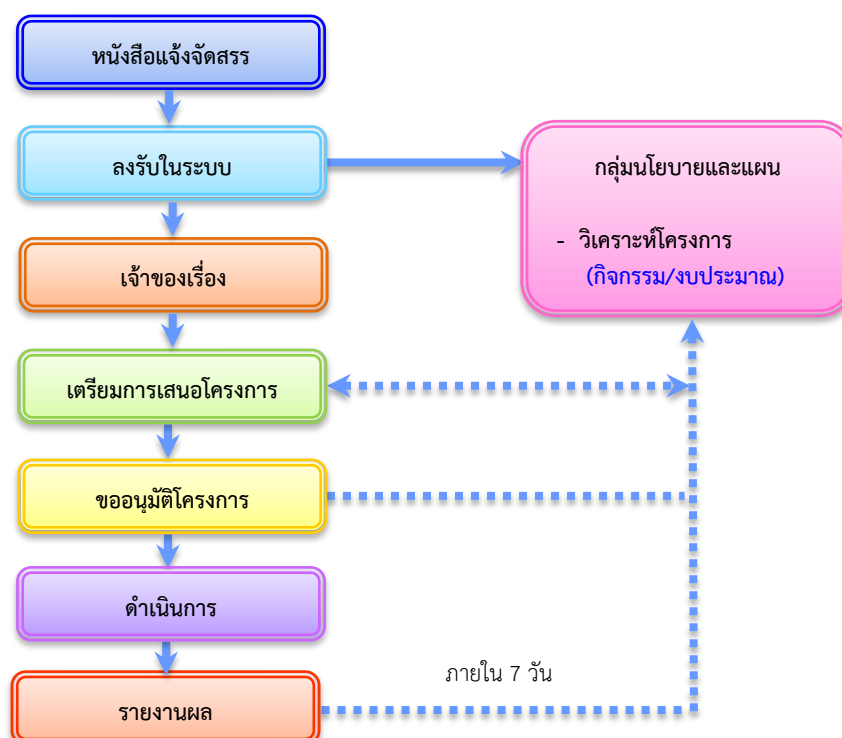 หนังสือแจ้งจัดสรร
ลงรับในระบบ
กลุ่มนโยบายและแผน
- วิเคราะห์โครงการ
(กิจกรรม/งบประมาณ)
เจ้าของเรื่อง
เตรียมการเสนอโครงการ
ขออนุมัติโครงการ
ดำเนินการ
ภายใน 7 วัน
รายงานผล